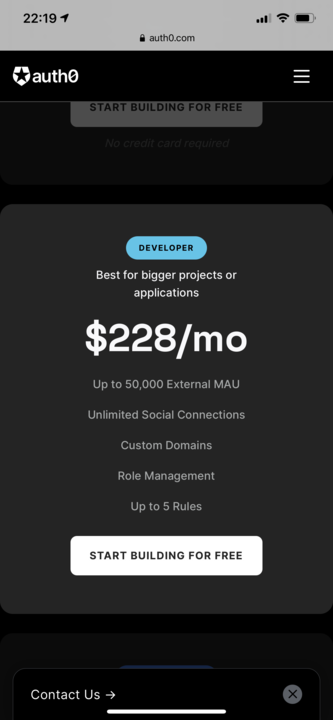 22:19
auth0.com
auth0
START BUILDING FOR FREE
No credit card required
DEVELOPER
Best for bigger projects or
applications
$228/mo
Up to 50,000 External MAU
Unlimited Social Connections
Custom Domains
Role Management
Up to 5 Rules
START BUILDING FOR FREE
Contact Us →